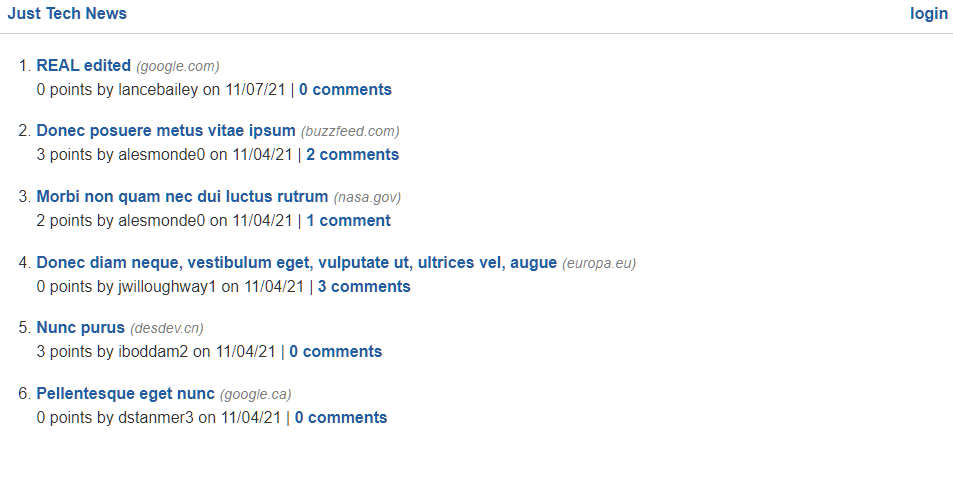 Just Tech News login
1. REAL edited (google.com)
0 points by lancebailey on 11/07/21 | 0 comments
2. Donec posuere metus vitae ipsum (buzzfeed.com)
3 points by alesmonde0 on 11/04/21 | 2 comments
3. Morbi non quam nec dui luctus rutrum (nasa.gov)
2 points by alesmonde0 on 11/04/21 | 1 comment
4. Donec diam neque, vestibulum eget, vulputate ut, ultrices vel, augue (europa.eu)
0 points by jwilloughway1 on 11/04/21 | 3 comments
5. Nunc purus (desdev.cn)
3 points by iboddam2 on 11/04/21 | 0 comments
6. Pellentesque eget nunc (google.ca)
0 points by dstanmer3 on 11/04/21 | 0 comments